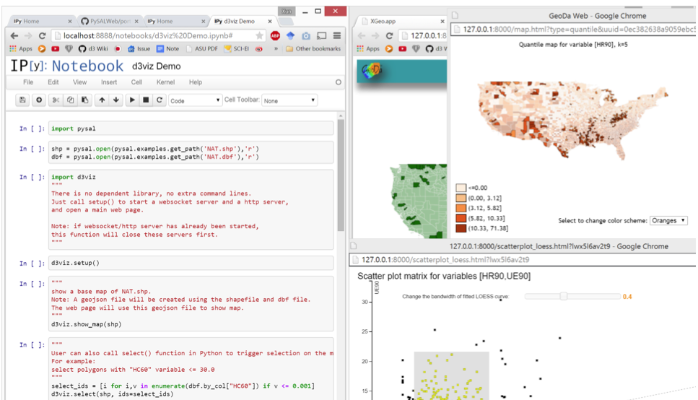 IPy Home
PySALWats/poc
IPy Home
IPy d3viz Demo
localhost:8888/notebooks/d3viz%20Demo.ipynb#
Apps
d3 Wiki
Issue
Note
ASU PDF
SCI-EI
»
Other bookmarks
IP[y]: Notebook d3viz Demo
File Edit View Insert Cell Kernel Help
Code
Cell Toolbar: None
In [ ]: import pysal
In [ ]: shp = pysal.open(pysal.examples.get_path('NAT.shp'),'r')
dbf = pysal.open(pysal.examples.get_path('NAT.dbf'),'r')
In [ ]: import d3viz
"""
There is no dependent library, no extra command lines.
Just call setup() to start a websocket server and a http server,
and open a main web page.
Note: if websocket/http server has already been started,
this function will close these servers first.
"""
In [ ]: d3viz.setup()
In [ ]: """
show a base map of NAT.shp.
Note: A geojson file will be created using the shapefile and dbf file.
The web page will use this geojson file to show map.
"""
d3viz.show_map(shp)
In [ ]: """
User can also call select() function in Python to trigger selection on the m
For example:
select polygons with "HC60" variable <= 30.0
"""
select_ids = [i for i,v in enumerate(dbf.by_col["HC60"]) if v <= 0.001]
d3viz.select(shp, ids=select_ids)
XGeo.app
127.0.0.1:8
Apps
d3 W
GeoDa Web - Google Chrome
127.0.0.1:8000/map.html?type=quantile&uuid=0ec382638a9059ebc5
Quantile map for variable [HR90], k=5
<=0.00
(0.00, 3.12]
(3.12, 5.82]
(5.82, 10.33]
(10.33, 71.38]
Select to change color scheme: Oranges
127.0.0.1:8000/scatterplot_loess.html?lwx5l6av2t9 - Google Chrome
127.0.0.1:8000/scatterplot_loess.html?lwx5l6av2t9
Scatter plot matrix for variables [HR90,UE90]
UE90
Change the bandwidth of fitted LOESS curve:
0.4
30
25
20
15